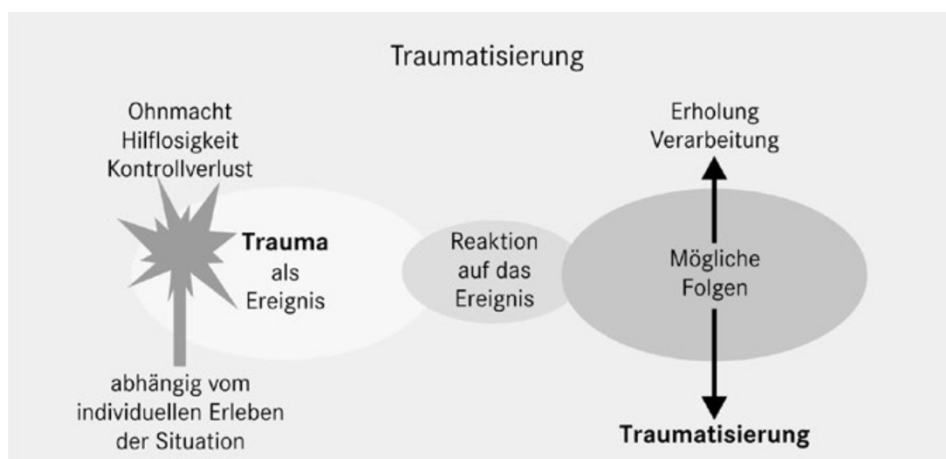 Traumatisierung
Ohnmacht
Hilflosigkeit
Kontrollverlust
Trauma
als
Ereignis
abhängig vom
individuellen Erleben
der Situation
Reaktion
auf das
Ereignis
Erholung
Verarbeitung
Mögliche
Folgen
Traumatisierung